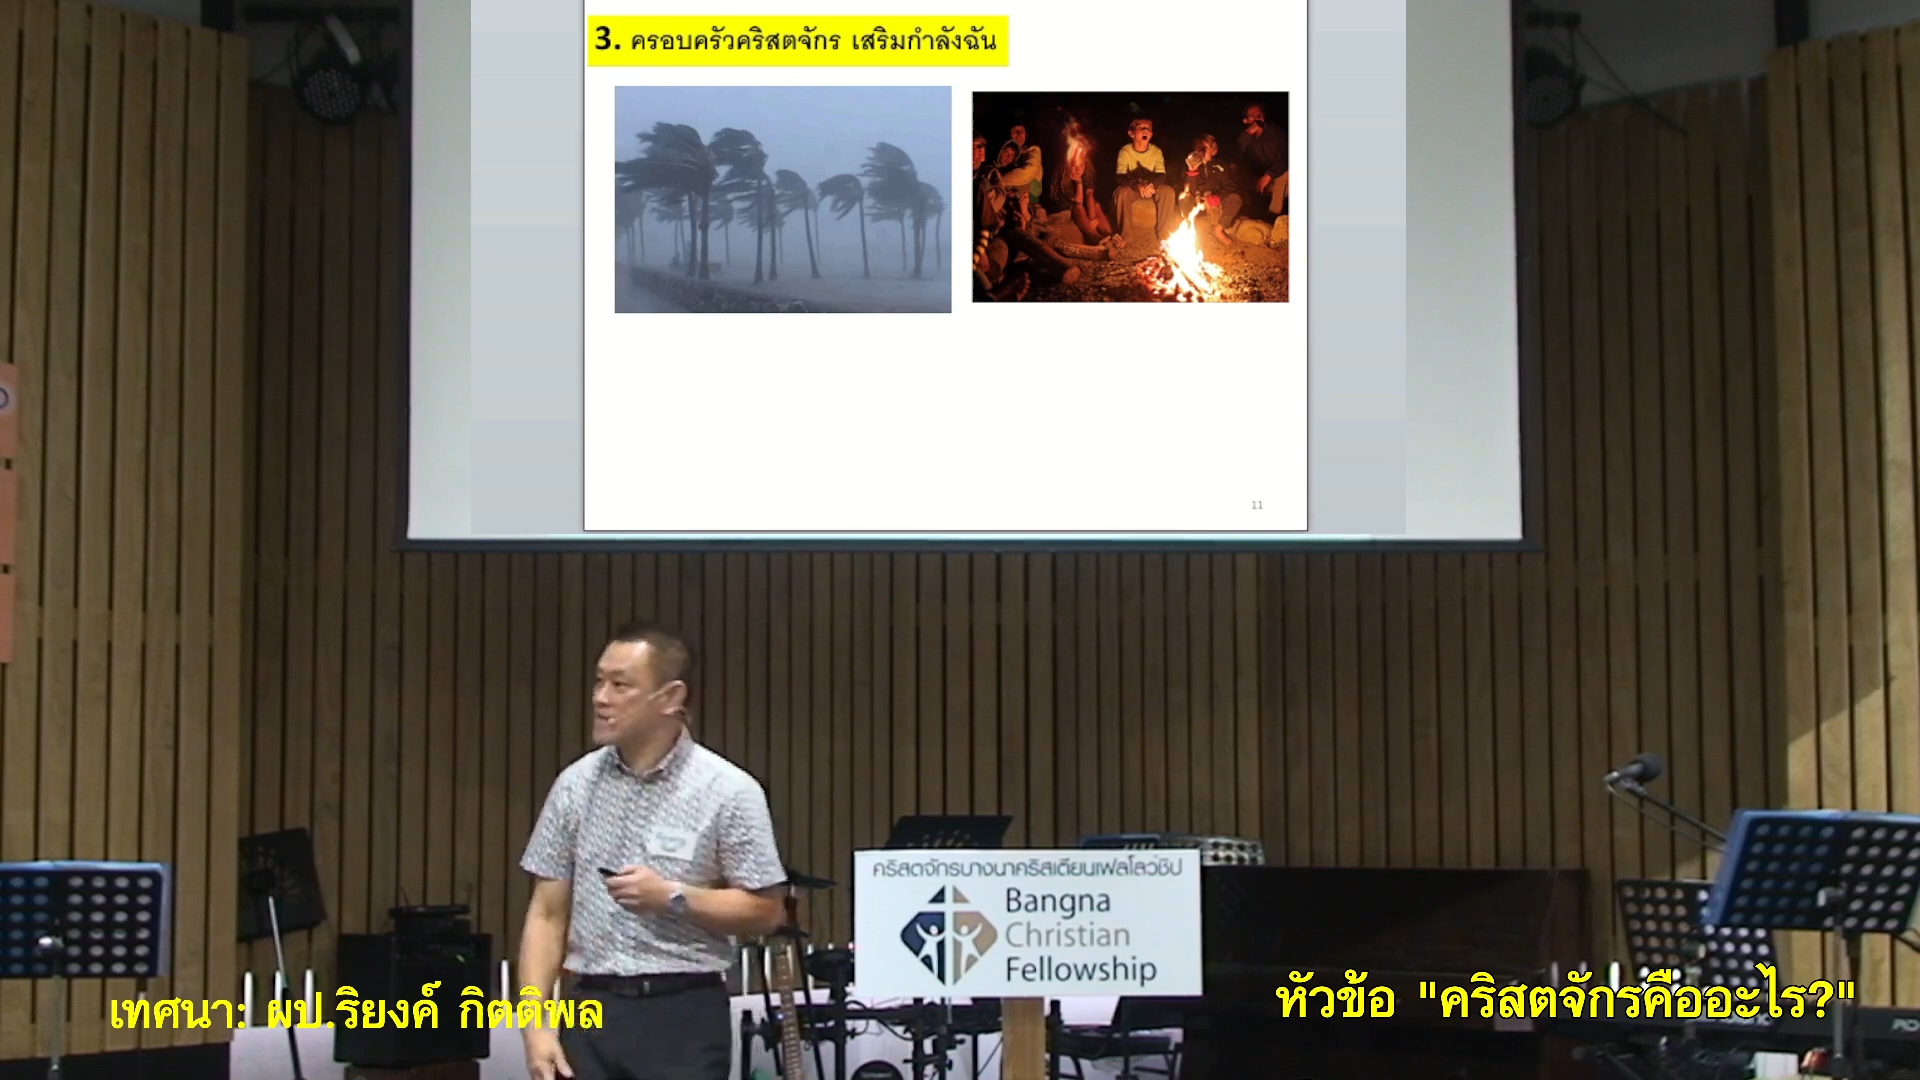 3. ครอบครัวคริสตจักร เสริมกำลังฉัน
11
คริสตจักรบางนาคริสเตียนเฟลโลว์ชิป
Bangna
Christian
Fellowship
เทศนา: ผป.ริยงค์ กิตติพล
หัวข้อ "คริสตจักรคืออะไร?"